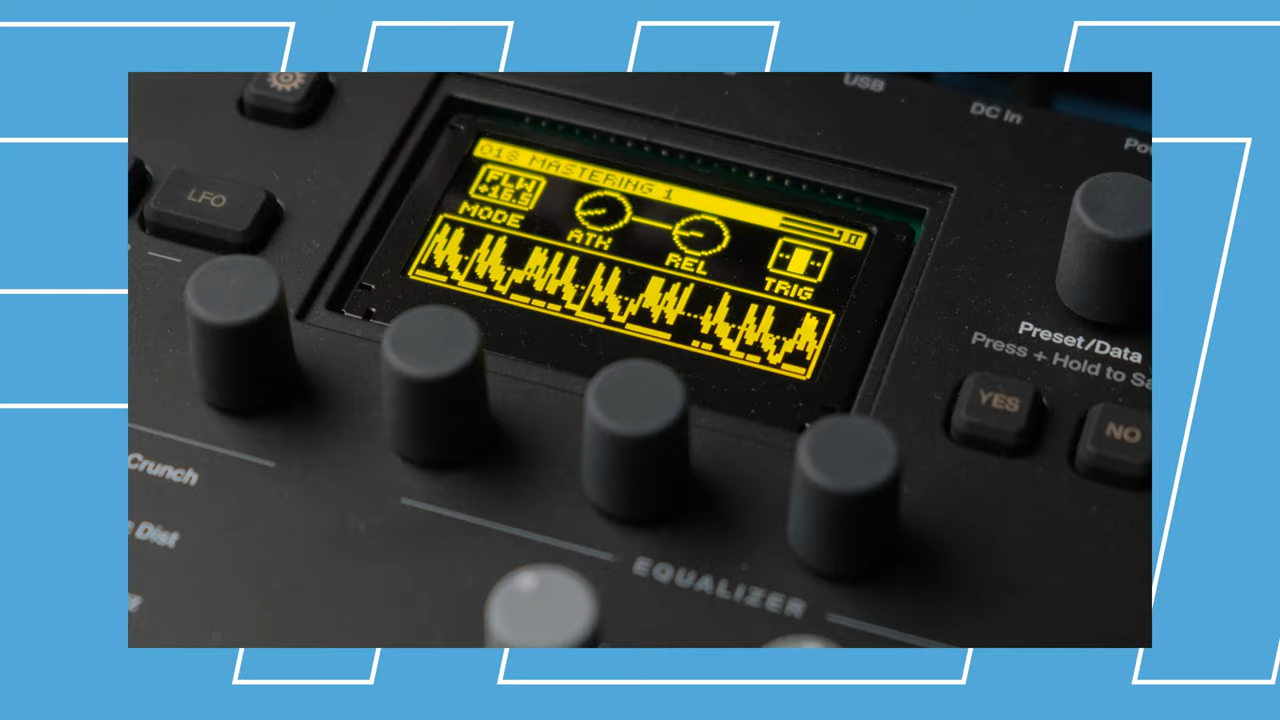 USB
DC In
LFO
018 MASTERING 1
FLW
+16.5
MODE
ATK
REL
TRIG
Preset/Data
Press + Hold to
YES
NO
Crunch
Dist
EQUALIZER